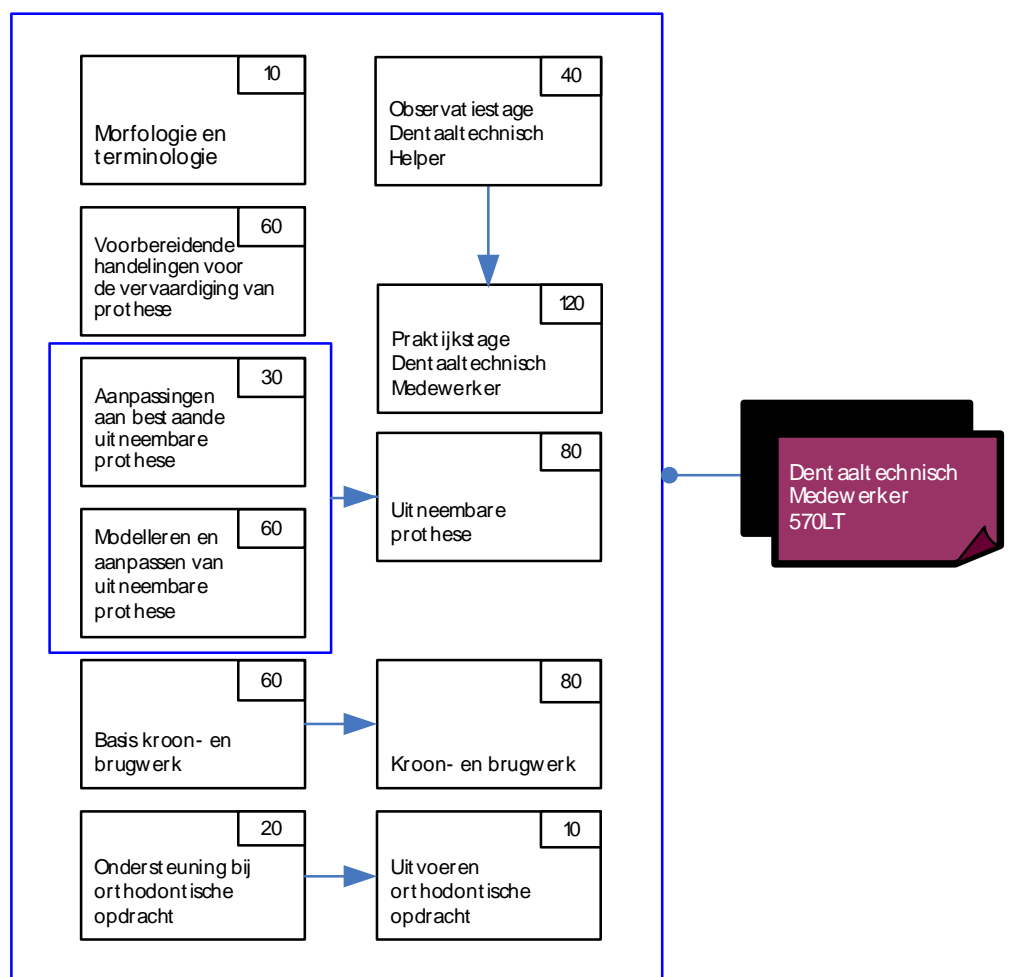 10
Morfologie en
terminologie
40
Observatiestage
Dentaaltechnisch
Helper
60
Voorbereidende
handelingen voor
de vervaardiging van
prothese
120
Praktijkstage
Dentaaltechnisch
Medewerker
30
Aanpassingen
aan bestaande
uitneembare
prothese
80
Uitneembare
prothese
60
Modelleren en
aanpassen van
uitneembare
prothese
Dentaaltechnisch
Medewerker
570LT
60
Basis kroon- en
brugwerk
80
Kroon- en brugwerk
20
Ondersteuning bij
orthodontische
opdracht
10
Uitvoeren
orthodontische
opdracht